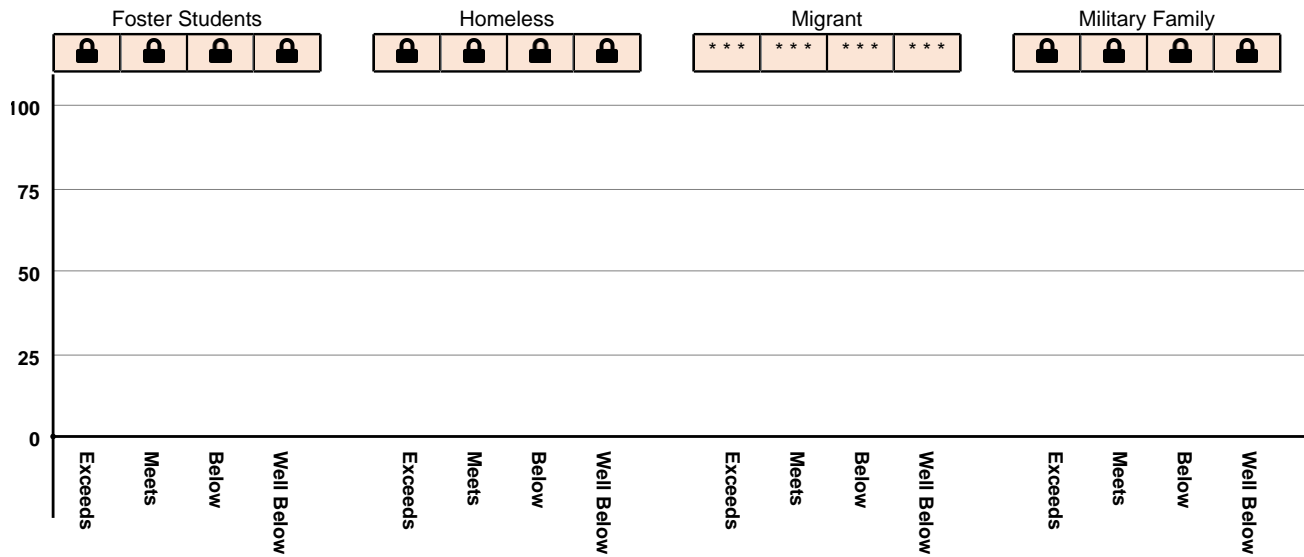 Foster Students Homeless Migrant Military Family
* * * * * * * * * * * *
100
75
50
25
0
Exceeds Meets Below Well Below Exceeds Meets Below Well Below Exceeds Meets Below Well Below Exceeds Meets Below Well Below